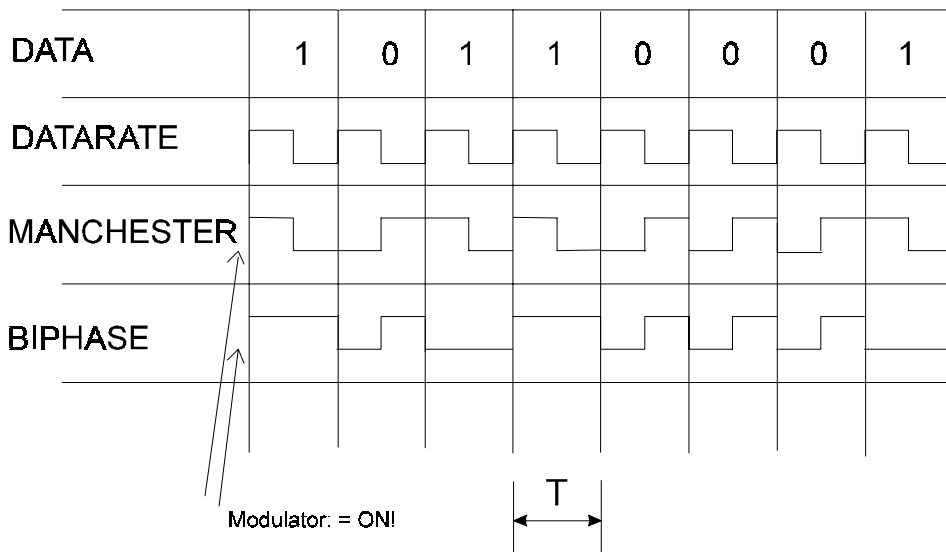 DATA 1 0 1 1 0 0 0 1
DATARATE
MANCHESTER
BIPHASE
T
Modulator: = ON!